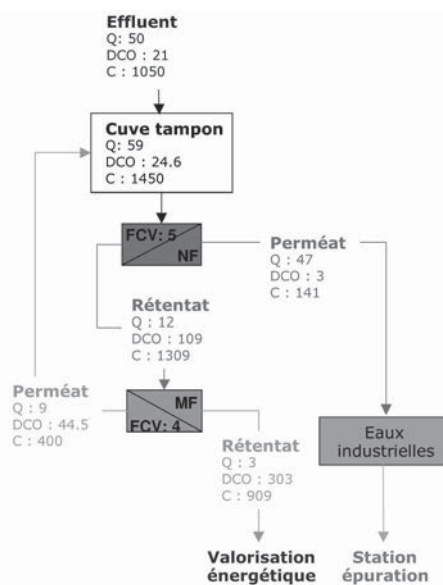 Effluent
Q: 50
DCO : 21
C : 1050
Cuve tampon
Q: 59
DCO : 24.6
C : 1450
FCV: 5
NF
Perméat
Q : 47
DCO : 3
C : 141
Rétentat
Q : 12
DCO : 109
C : 1309
Perméat
Q : 9
DCO : 44.5
C : 400
MF
FCV: 4
Rétentat
Q : 3
DCO : 303
C : 909
Eaux
industrielles
Valorisation
énergétique
Station
épuration